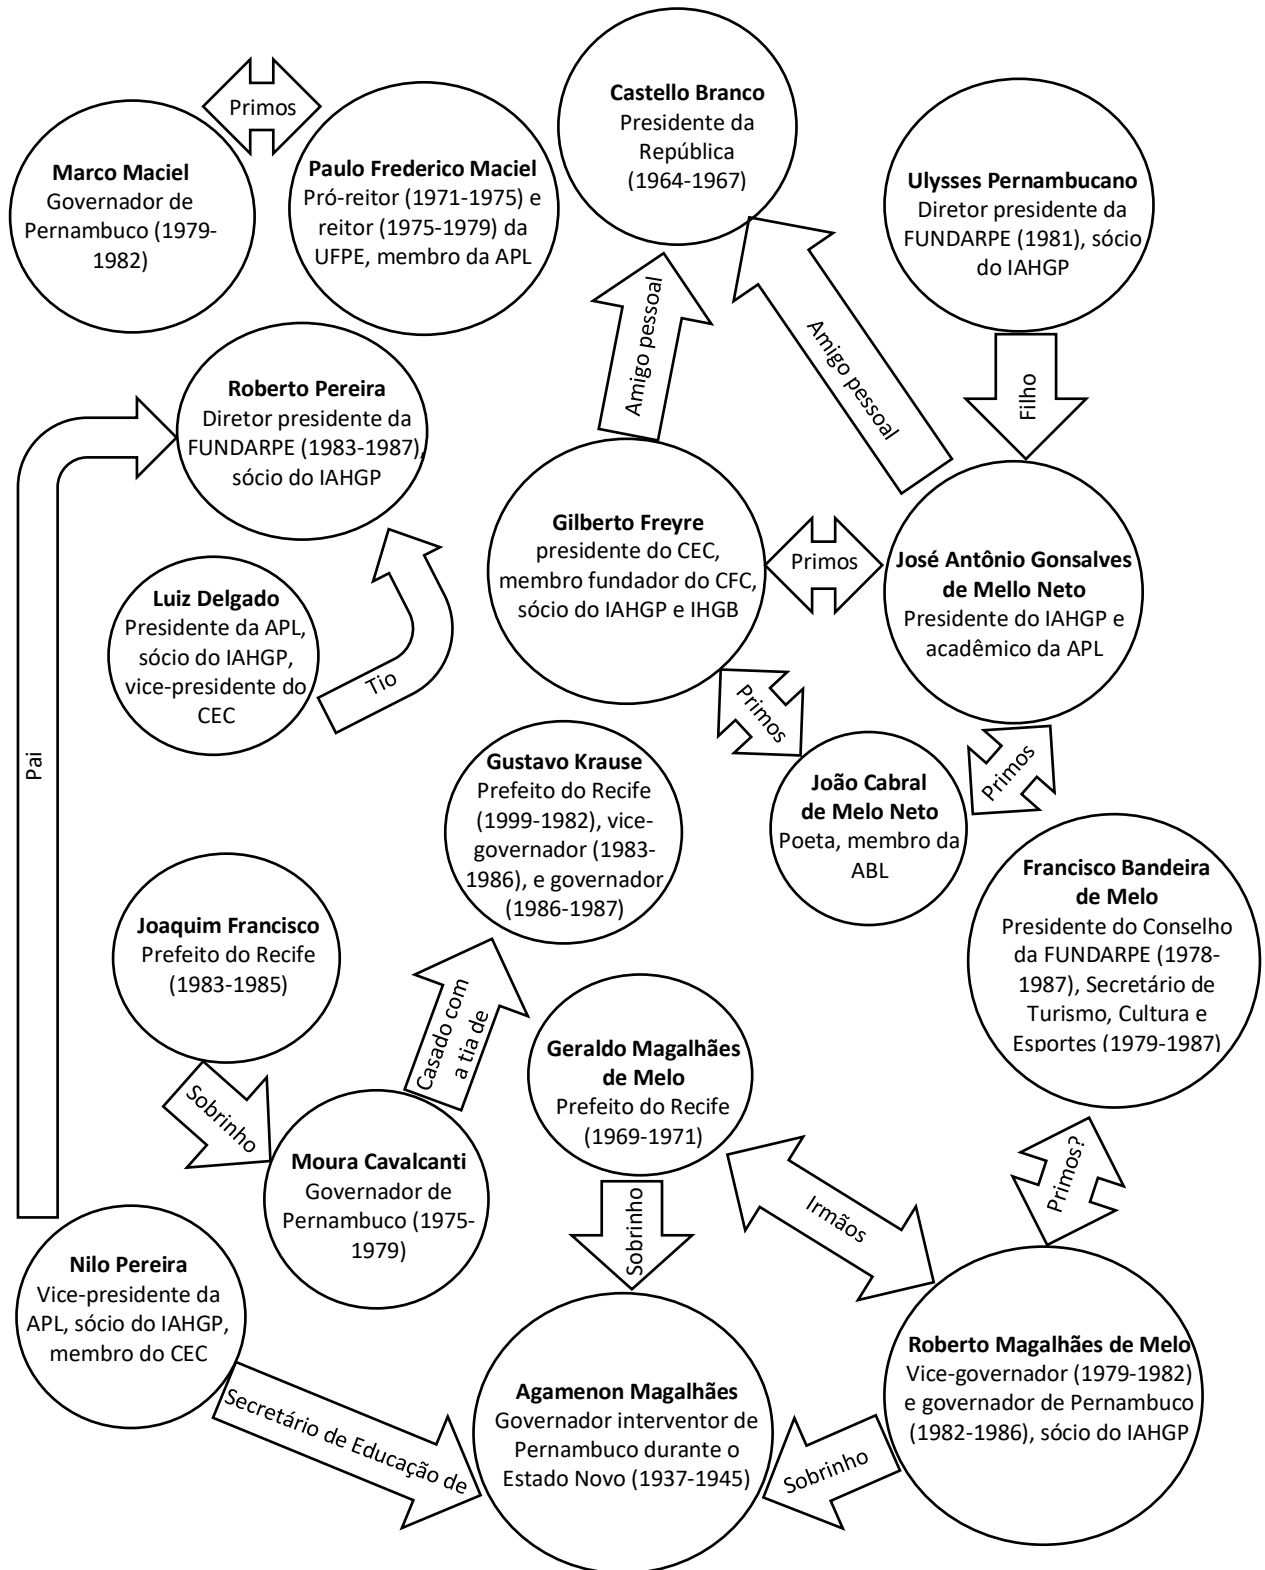 Primos
Marco Maciel
Governador de
Pernambuco (1979-
1982)
Paulo Frederico Maciel
Pró-reitor (1971-1975) e
reitor (1975-1979) da
UFPE, membro da APL
Castello Branco
Presidente da
República
(1964-1967)
Ulysses Pernambucano
Diretor presidente da
FUNDARPE (1981), sócio
do IAHGP
Amigo pessoal
Amigo pessoal
Filho
Roberto Pereira
Diretor presidente da
FUNDARPE (1983-1987),
sócio do IAHGP
Gilberto Freyre
presidente do CEC,
membro fundador do CFC,
sócio do IAHGP e IHGB
Primos
José Antônio Gonsalves
de Mello Neto
Presidente do IAHGP e
acadêmico da APL
Luiz Delgado
Presidente da APL,
sócio do IAHGP,
vice-presidente do
CEC
Tio
Pai
Primos
Primos
Gustavo Krause
Prefeito do Recife
(1999-1982), vice-
governador (1983-
1986), e governador
(1986-1987)
João Cabral
de Melo Neto
Poeta, membro da
ABL
Francisco Bandeira
de Melo
Presidente do Conselho
da FUNDARPE (1978-
1987), Secretário de
Turismo, Cultura e
Esportes (1979-1987)
Joaquim Francisco
Prefeito do Recife
(1983-1985)
Casado com
a tia de
Geraldo Magalhães
de Melo
Prefeito do Recife
(1969-1971)
Sobrinho
Moura Cavalcanti
Governador de
Pernambuco (1975-
1979)
Primos?
Irmãos
Sobrinho
Nilo Pereira
Vice-presidente da
APL, sócio do IAHGP,
membro do CEC
Secretário de Educação de
Agamenon Magalhães
Governador interventor de
Pernambuco durante o
Estado Novo (1937-1945)
Roberto Magalhães de Melo
Vice-governador (1979-1982)
e governador de Pernambuco
(1982-1986), sócio do IAHGP
Sobrinho